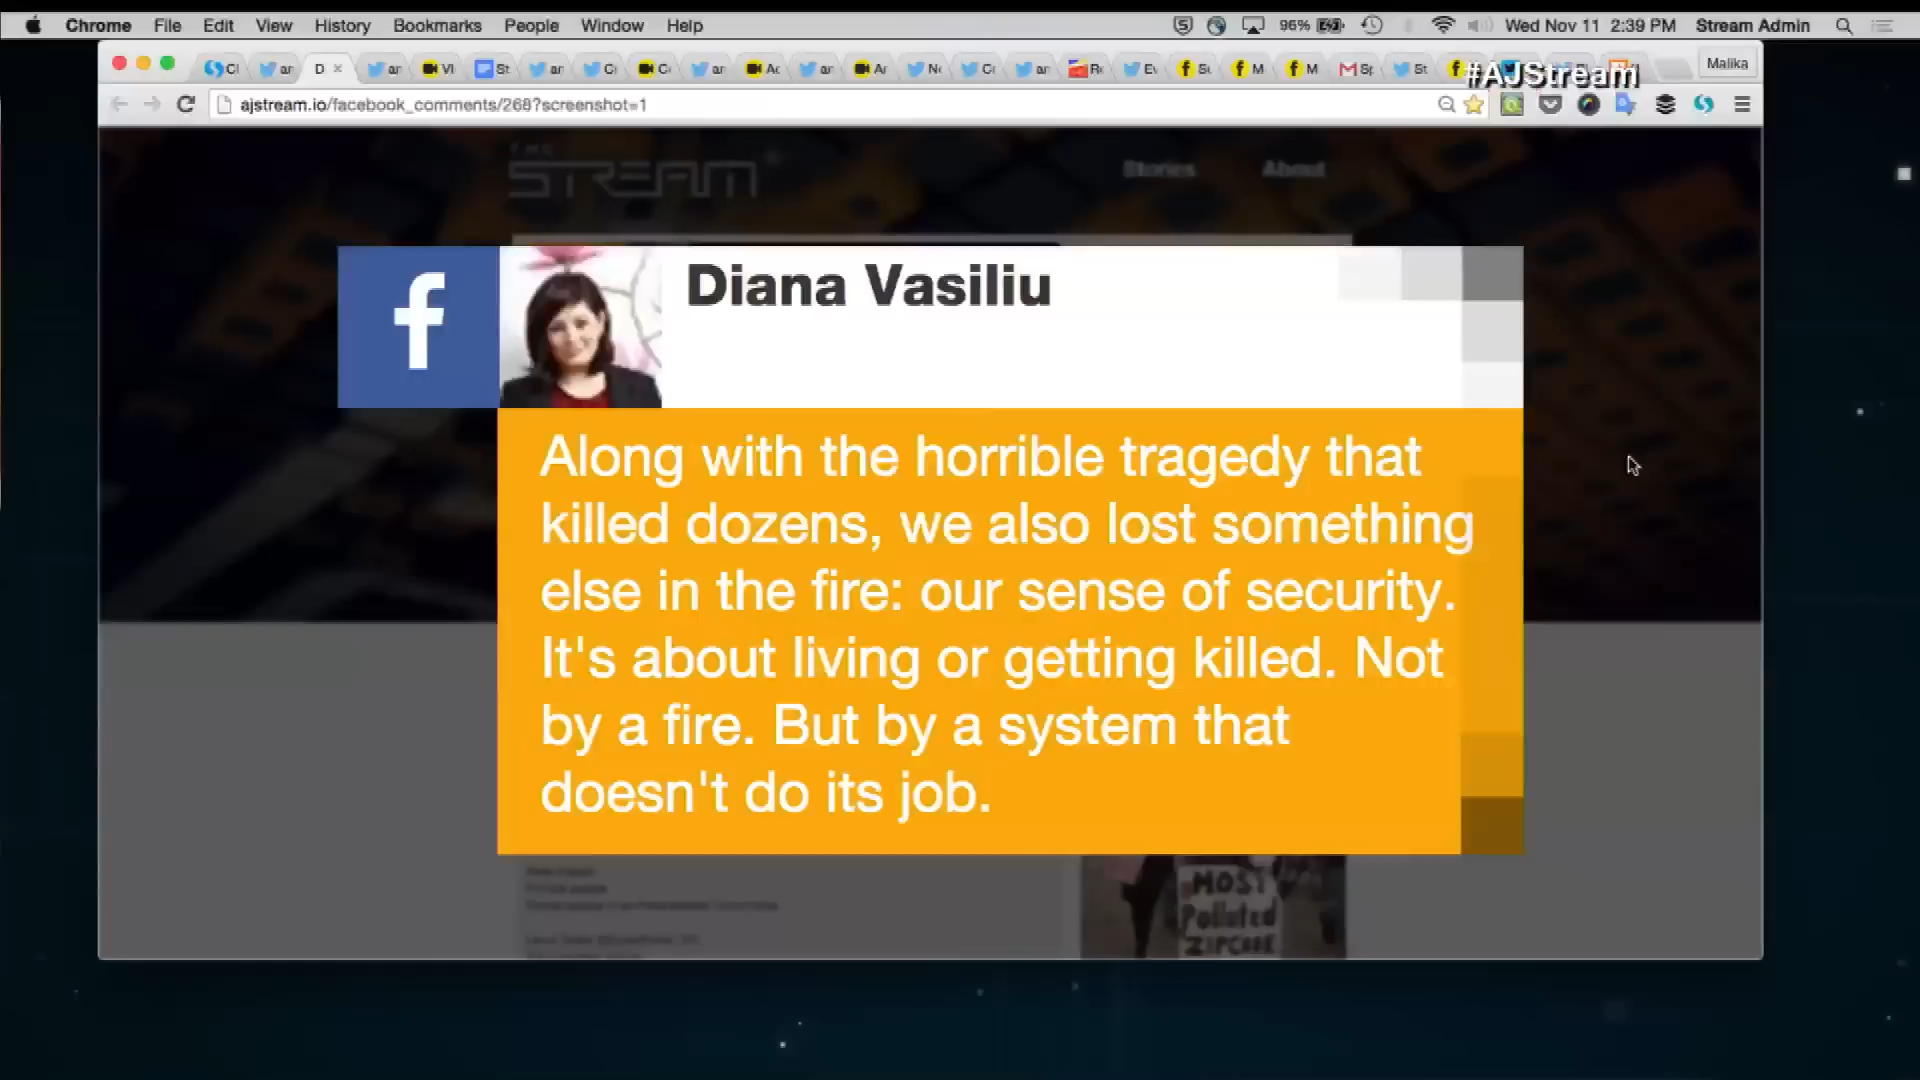 Chrome File Edit View History Bookmarks People Window Help 96% Wed Nov 11 2:39 PM Stream Admin
D Malika
#AJStream
ajstream.io/facebook_comments/268?screenshot=1
STREAM Stories About
f Diana Vasiliu
Along with the horrible tragedy that
killed dozens, we also lost something
else in the fire: our sense of security.
It's about living or getting killed. Not
by a fire. But by a system that
doesn't do its job.
MOST
Polluted
ZIPCODE